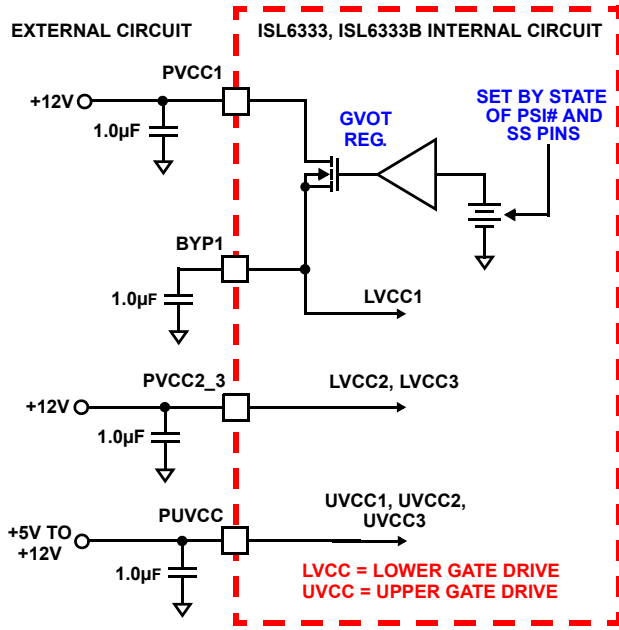 EXTERNAL CIRCUIT
ISL6333, ISL6333B INTERNAL CIRCUIT
PVCC1
+12V
1.0µF
GVOT
REG.
SET BY STATE
OF PSI# AND
SS PINS
BYP1
1.0µF
LVCC1
PVCC2_3
+12V
1.0µF
LVCC2, LVCC3
PUVCC
+5V TO
+12V
1.0µF
UVCC1, UVCC2,
UVCC3
LVCC = LOWER GATE DRIVE
UVCC = UPPER GATE DRIVE